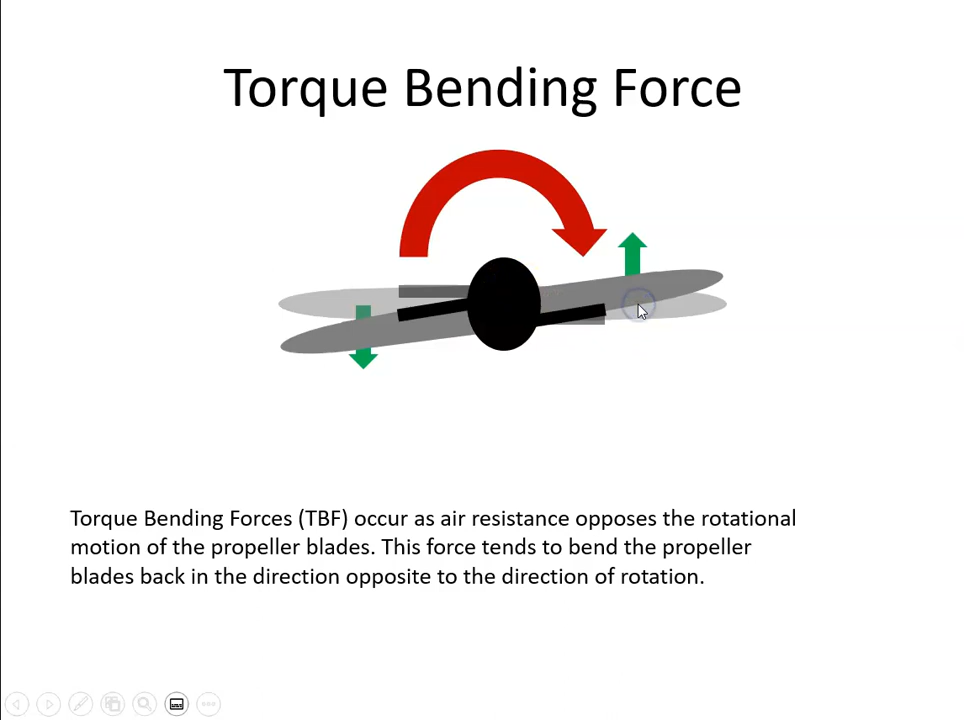 Torque Bending Force
Torque Bending Forces (TBF) occur as air resistance opposes the rotational
motion of the propeller blades. This force tends to bend the propeller
blades back in the direction opposite to the direction of rotation.